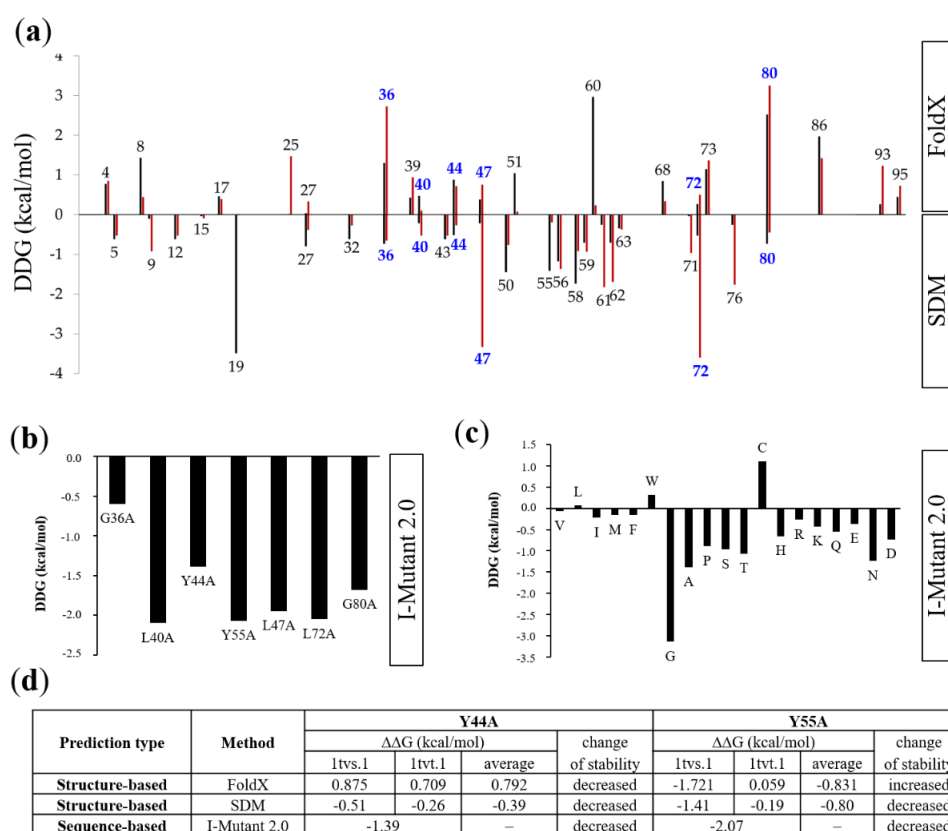 (a)
4
3
2
1
0
-1
-2
-3
-4
DDG (kcal/mol)
FoldX
SDM
4
8
17
25
27
36
39
40
44
47
51
60
68
72
73
80
86
93
95
5
9
12
15
19
27
32
36
40
43
44
47
50
55
56
58
59
61
62
63
71
72
76
80
(b)
0.0
-0.5
-1.0
-1.5
-2.0
-2.5
DDG (kcal/mol)
G36A
L40A
Y44A
Y55A
L47A
L72A
G80A
I-Mutant 2.0
(c)
1.5
1.0
0.5
0.0
-0.5
-1.0
-1.5
-2.0
-2.5
-3.0
-3.5
DDG (kcal/mol)
V
L
I
M
F
W
G
A
P
S
T
C
H
R
K
Q
E
N
D
I-Mutant 2.0
(d)
Prediction type Method Y44A Y55A
ΔΔG (kcal/mol) change of stability ΔΔG (kcal/mol) change of stability
1tvs.1 1tvt.1 average 1tvs.1 1tvt.1 average
Structure-based FoldX 0.875 0.709 0.792 decreased -1.721 0.059 -0.831 increased
Structure-based SDM -0.51 -0.26 -0.39 decreased -1.41 -0.19 -0.80 decreased
Sequence-based I-Mutant 2.0 -1.39 – decreased -2.07 – decreased